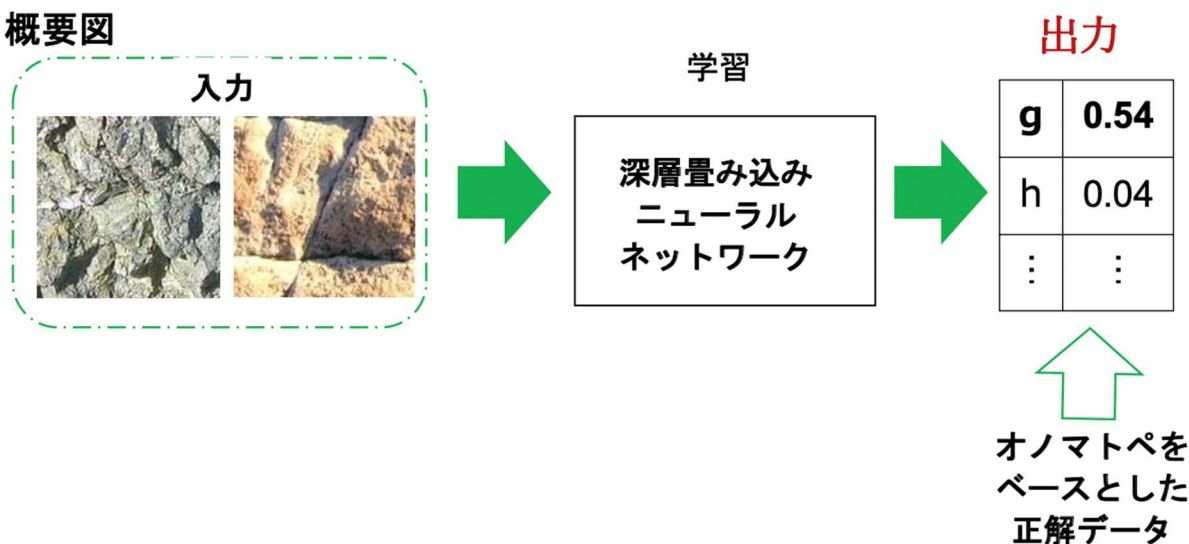 概要図
入力
学習
深層畳み込み
ニューラル
ネットワーク
出力
g 0.54
h 0.04
⋮ ⋮
オノマトペを
ベースとした
正解データ